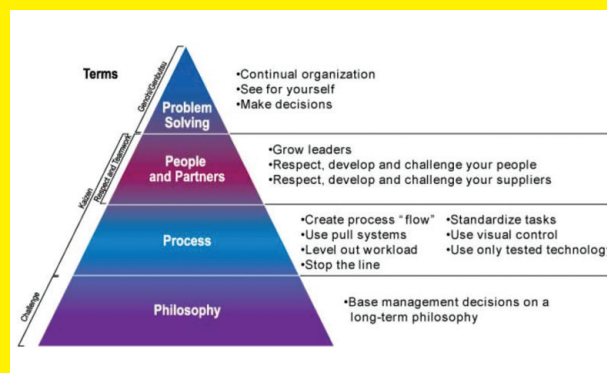 Terms
Genchi/Genbutsu
Problem
Solving
•Continual organization
•See for yourself
•Make decisions
Kaizen
Respect and Teamwork
People
and Partners
•Grow leaders
•Respect, develop and challenge your people
•Respect, develop and challenge your suppliers
Process
•Create process "flow"
•Use pull systems
•Level out workload
•Stop the line
•Standardize tasks
•Use visual control
•Use only tested technology
Challenge
Philosophy
•Base management decisions on a
long-term philosophy